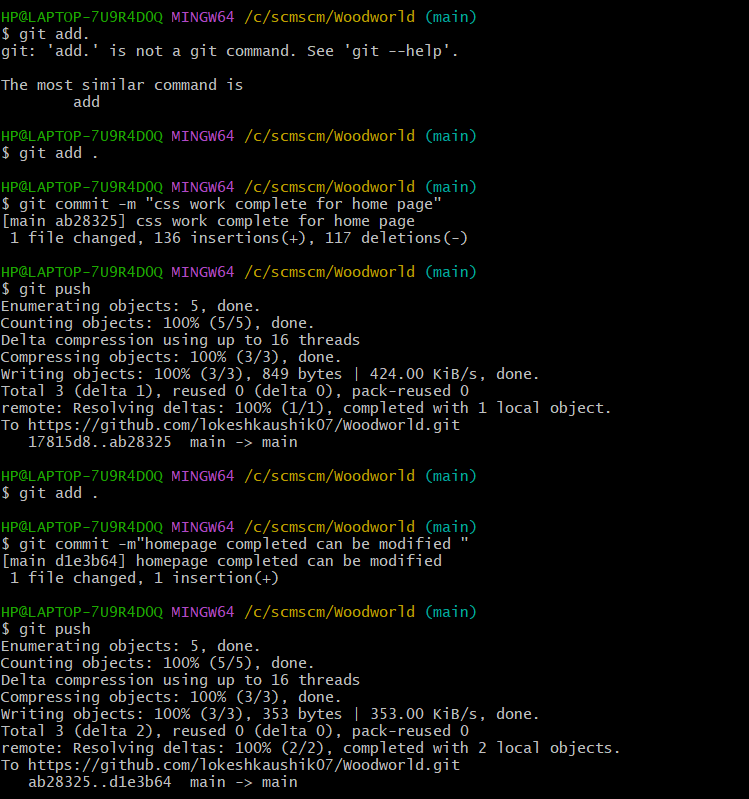 HP@LAPTOP-7U9R4DOQ MINGW64 /c/scmscm/Woodworld (main)
$ git add.
git: 'add.' is not a git command. See 'git --help'.

The most similar command is
        add

HP@LAPTOP-7U9R4DOQ MINGW64 /c/scmscm/Woodworld (main)
$ git add .

HP@LAPTOP-7U9R4DOQ MINGW64 /c/scmscm/Woodworld (main)
$ git commit -m "css work complete for home page"
[main ab28325] css work complete for home page
 1 file changed, 136 insertions(+), 117 deletions(-)

HP@LAPTOP-7U9R4DOQ MINGW64 /c/scmscm/Woodworld (main)
$ git push
Enumerating objects: 5, done.
Counting objects: 100% (5/5), done.
Delta compression using up to 16 threads
Compressing objects: 100% (3/3), done.
Writing objects: 100% (3/3), 849 bytes | 424.00 KiB/s, done.
Total 3 (delta 1), reused 0 (delta 0), pack-reused 0
remote: Resolving deltas: 100% (1/1), completed with 1 local object.
To https://github.com/lokeshkaushik07/Woodworld.git
   17815d8..ab28325  main -> main

HP@LAPTOP-7U9R4DOQ MINGW64 /c/scmscm/Woodworld (main)
$ git add .

HP@LAPTOP-7U9R4DOQ MINGW64 /c/scmscm/Woodworld (main)
$ git commit -m"homepage completed can be modified "
[main d1e3b64] homepage completed can be modified
 1 file changed, 1 insertion(+)

HP@LAPTOP-7U9R4DOQ MINGW64 /c/scmscm/Woodworld (main)
$ git push
Enumerating objects: 5, done.
Counting objects: 100% (5/5), done.
Delta compression using up to 16 threads
Compressing objects: 100% (3/3), done.
Writing objects: 100% (3/3), 353 bytes | 353.00 KiB/s, done.
Total 3 (delta 2), reused 0 (delta 0), pack-reused 0
remote: Resolving deltas: 100% (2/2), completed with 2 local objects.
To https://github.com/lokeshkaushik07/Woodworld.git
   ab28325..d1e3b64  main -> main